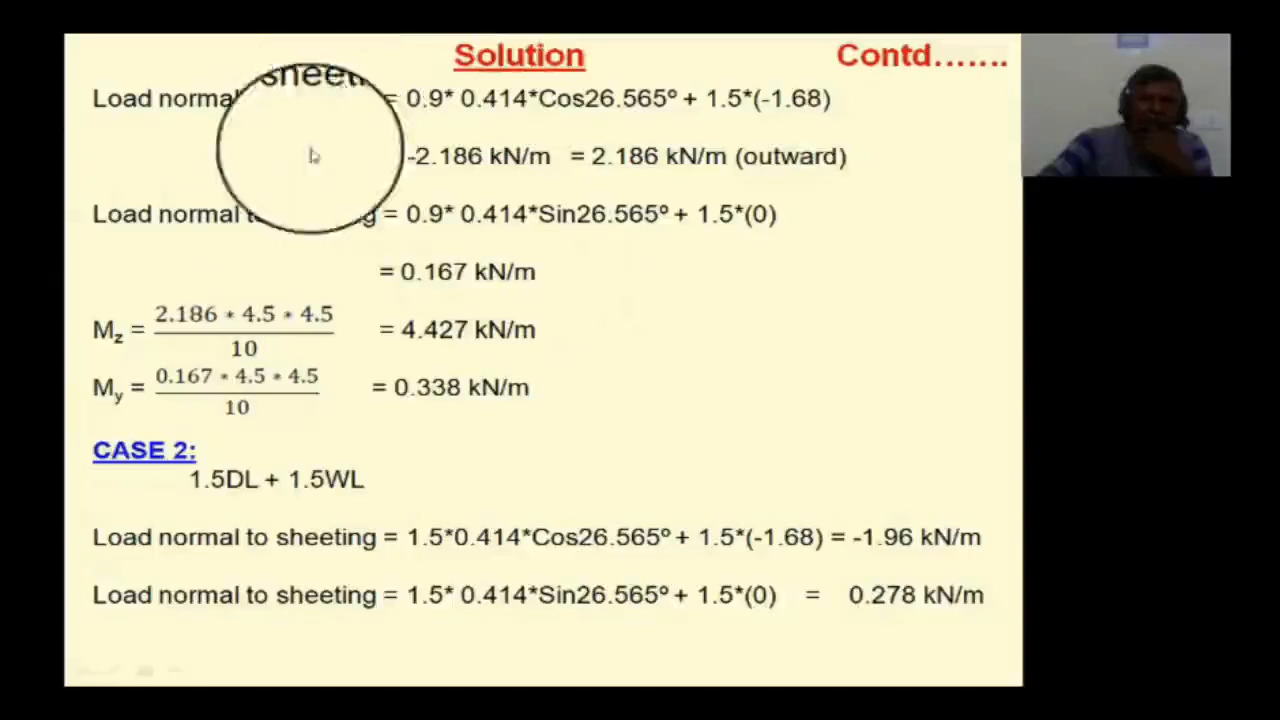 Solution Contd.......
sheeti
Load normal = 0.9* 0.414*Cos26.565º + 1.5*(-1.68)
-2.186 kN/m = 2.186 kN/m (outward)
Load normal g = 0.9* 0.414*Sin26.565º + 1.5*(0)
= 0.167 kN/m
Mz = 2.186 * 4.5 * 4.5 / 10 = 4.427 kN/m
My = 0.167 * 4.5 * 4.5 / 10 = 0.338 kN/m
CASE 2:
1.5DL + 1.5WL
Load normal to sheeting = 1.5*0.414*Cos26.565º + 1.5*(-1.68) = -1.96 kN/m
Load normal to sheeting = 1.5* 0.414*Sin26.565º + 1.5*(0) = 0.278 kN/m